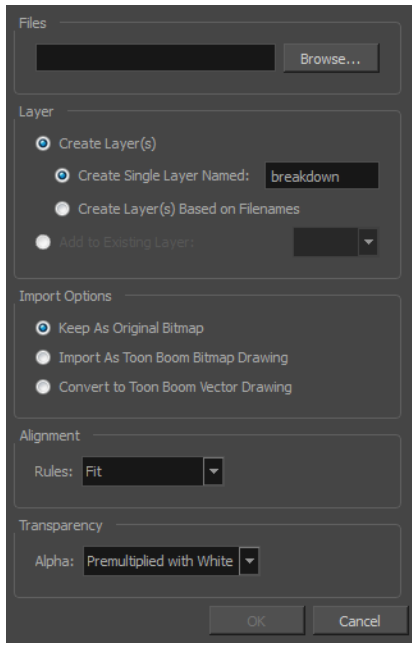 Files
Browse...
Layer
Create Layer(s)
Create Single Layer Named: breakdown
Create Layer(s) Based on Filenames
Add to Existing Layer:
Import Options
Keep As Original Bitmap
Import As Toon Boom Bitmap Drawing
Convert to Toon Boom Vector Drawing
Alignment
Rules: Fit
Transparency
Alpha: Premultiplied with White
OK Cancel